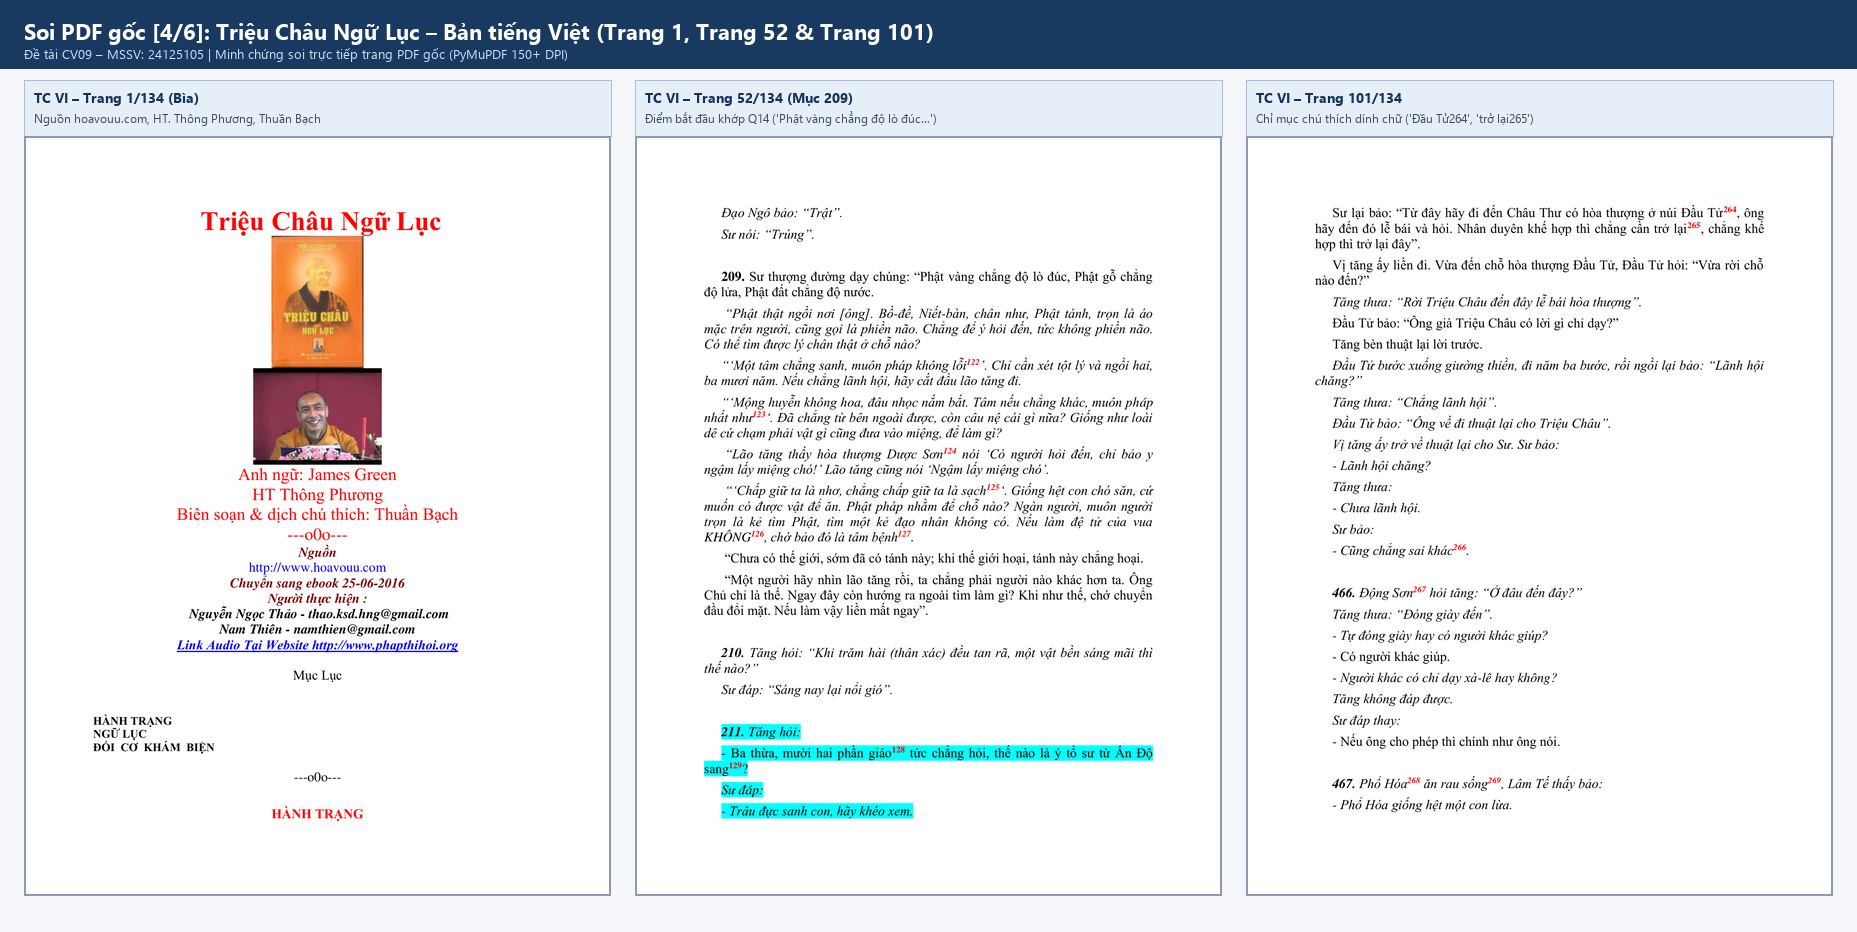 Soi PDF gốc [4/6]: Triệu Châu Ngữ Lục – Bản tiếng Việt (Trang 1, Trang 52 & Trang 101)
Đề tài CV09 – MSSV: 24125105 | Minh chứng soi trực tiếp trang PDF gốc (PyMuPDF 150+ DPI)
TC VI – Trang 1/134 (Bìa)
Nguồn hoavouu.com, HT. Thông Phương, Thuần Bạch
Triệu Châu Ngữ Lục
TRIỆU CHÂU
NGỮ LỤC
Anh ngữ: James Green
HT Thông Phương
Biên soạn & dịch chú thích: Thuần Bạch
---o0o---
Nguồn
http://www.hoavouu.com
Chuyển sang ebook 25-06-2016
Người thực hiện :
Nguyễn Ngọc Thảo - thao.ksd.hng@gmail.com
Nam Thiên - namthien@gmail.com
Link Audio Tại Website http://www.phapthihoi.org
Mục Lục
HÀNH TRẠNG
NGỮ LỤC
ĐỐI CƠ KHÁM BIỆN
---o0o---
HÀNH TRẠNG
TC VI – Trang 52/134 (Mục 209)
Điểm bắt đầu khớp Q14 ('Phật vàng chẳng độ lò đúc...')
Đạo Ngô bảo: “Trật”.
Sư nói: “Trúng”.
209. Sư thượng đường dạy chúng: “Phật vàng chẳng độ lò đúc, Phật gỗ chẳng
độ lửa, Phật đất chẳng độ nước.
“Phật thật ngồi nơi [ông]. Bồ-đề, Niết-bàn, chân như, Phật tánh, trọn là áo
mặc trên người, cũng gọi là phiền não. Chẳng để ý hỏi đến, tức không phiền não.
Có thể tìm được lý chân thật ở chỗ nào?
“‘Một tâm chẳng sanh, muôn pháp không lỗi122’. Chỉ cần xét tột lý và ngồi hai,
ba mươi năm. Nếu chẳng lãnh hội, hãy cắt đầu lão tăng đi.
“‘Mộng huyễn không hoa, đâu nhọc nắm bắt. Tâm nếu chẳng khác, muôn pháp
nhất như123‘. Đã chẳng từ bên ngoài được, còn câu nệ cái gì nữa? Giống như loài
dê cứ chạm phải vật gì cũng đưa vào miệng, để làm gì?
“Lão tăng thấy hòa thượng Dược Sơn124 nói ‘Có người hỏi đến, chỉ bảo y
ngậm lấy miệng chó!’ Lão tăng cũng nói ‘Ngậm lấy miệng chó’.
“‘Chấp giữ ta là nhơ, chẳng chấp giữ ta là sạch125‘. Giống hệt con chó săn, cứ
muốn có được vật để ăn. Phật pháp nhằm để chỗ nào? Ngàn người, muôn người
trọn là kẻ tìm Phật, tìm một kẻ đạo nhân không có. Nếu làm đệ tử của vua
KHÔNG126, chớ bảo đó là tâm bệnh127.
“Chưa có thế giới, sớm đã có tánh này; khi thế giới hoại, tánh này chẳng hoại.
“Một người hãy nhìn lão tăng rồi, ta chẳng phải người nào khác hơn ta. Ông
Chủ chỉ là thế. Ngay đây còn hướng ra ngoài tìm làm gì? Khi như thế, chớ chuyển
đầu đổi mặt. Nếu làm vậy liền mất ngay”.
210. Tăng hỏi: “Khi trăm hài (thân xác) đều tan rã, một vật bền sáng mãi thì
thế nào?”
Sư đáp: “Sáng nay lại nổi gió”.
211. Tăng hỏi:
- Ba thừa, mười hai phần giáo128 tức chẳng hỏi, thế nào là ý tổ sư từ Ấn Độ
sang129?
Sư đáp:
- Trâu đực sanh con, hãy khéo xem.
TC VI – Trang 101/134
Chỉ mục chú thích dính chữ ('Đầu Tử264', 'trở lại265')
Sư lại bảo: “Từ đây hãy đi đến Châu Thư có hòa thượng ở núi Đầu Tử264, ông
hãy đến đó lễ bái và hỏi. Nhân duyên khế hợp thì chẳng cần trở lại265, chẳng khế
hợp thì trở lại đây”.
Vị tăng ấy liền đi. Vừa đến chỗ hòa thượng Đầu Tử, Đầu Tử hỏi: “Vừa rời chỗ
nào đến?”
Tăng thưa: “Rời Triệu Châu đến đây lễ bái hòa thượng”.
Đầu Tử bảo: “Ông già Triệu Châu có lời gì chỉ dạy?”
Tăng bèn thuật lại lời trước.
Đầu Tử bước xuống giường thiền, đi năm ba bước, rồi ngồi lại bảo: “Lãnh hội
chăng?”
Tăng thưa: “Chẳng lãnh hội”.
Đầu Tử bảo: “Ông về đi thuật lại cho Triệu Châu”.
Vị tăng ấy trở về thuật lại cho Sư. Sư bảo:
- Lãnh hội chăng?
Tăng thưa:
- Chưa lãnh hội.
Sư bảo:
- Cũng chẳng sai khác266.
466. Động Sơn267 hỏi tăng: “Ở đâu đến đây?”
Tăng thưa: “Đóng giày đến”.
- Tự đóng giày hay có người khác giúp?
- Có người khác giúp.
- Người khác có chỉ dạy xà-lê hay không?
Tăng không đáp được.
Sư đáp thay:
- Nếu ông cho phép thì chính như ông nói.
467. Phổ Hóa268 ăn rau sống269, Lâm Tế thấy bảo:
- Phổ Hóa giống hệt một con lừa.